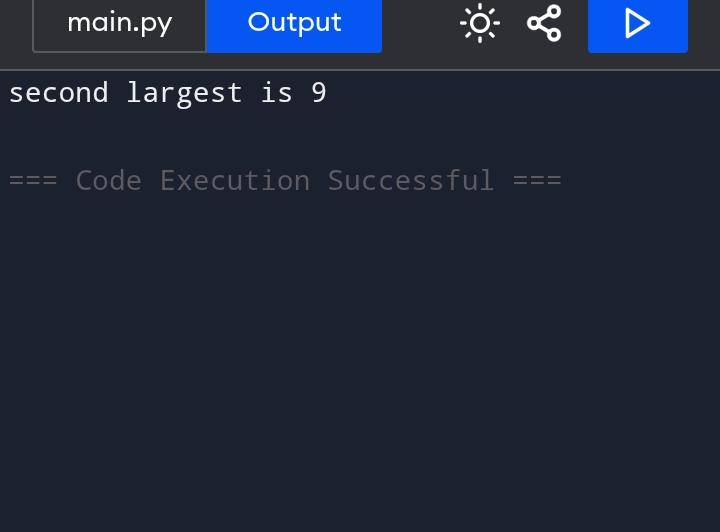 main.py Output
second largest is 9
=== Code Execution Successful ===